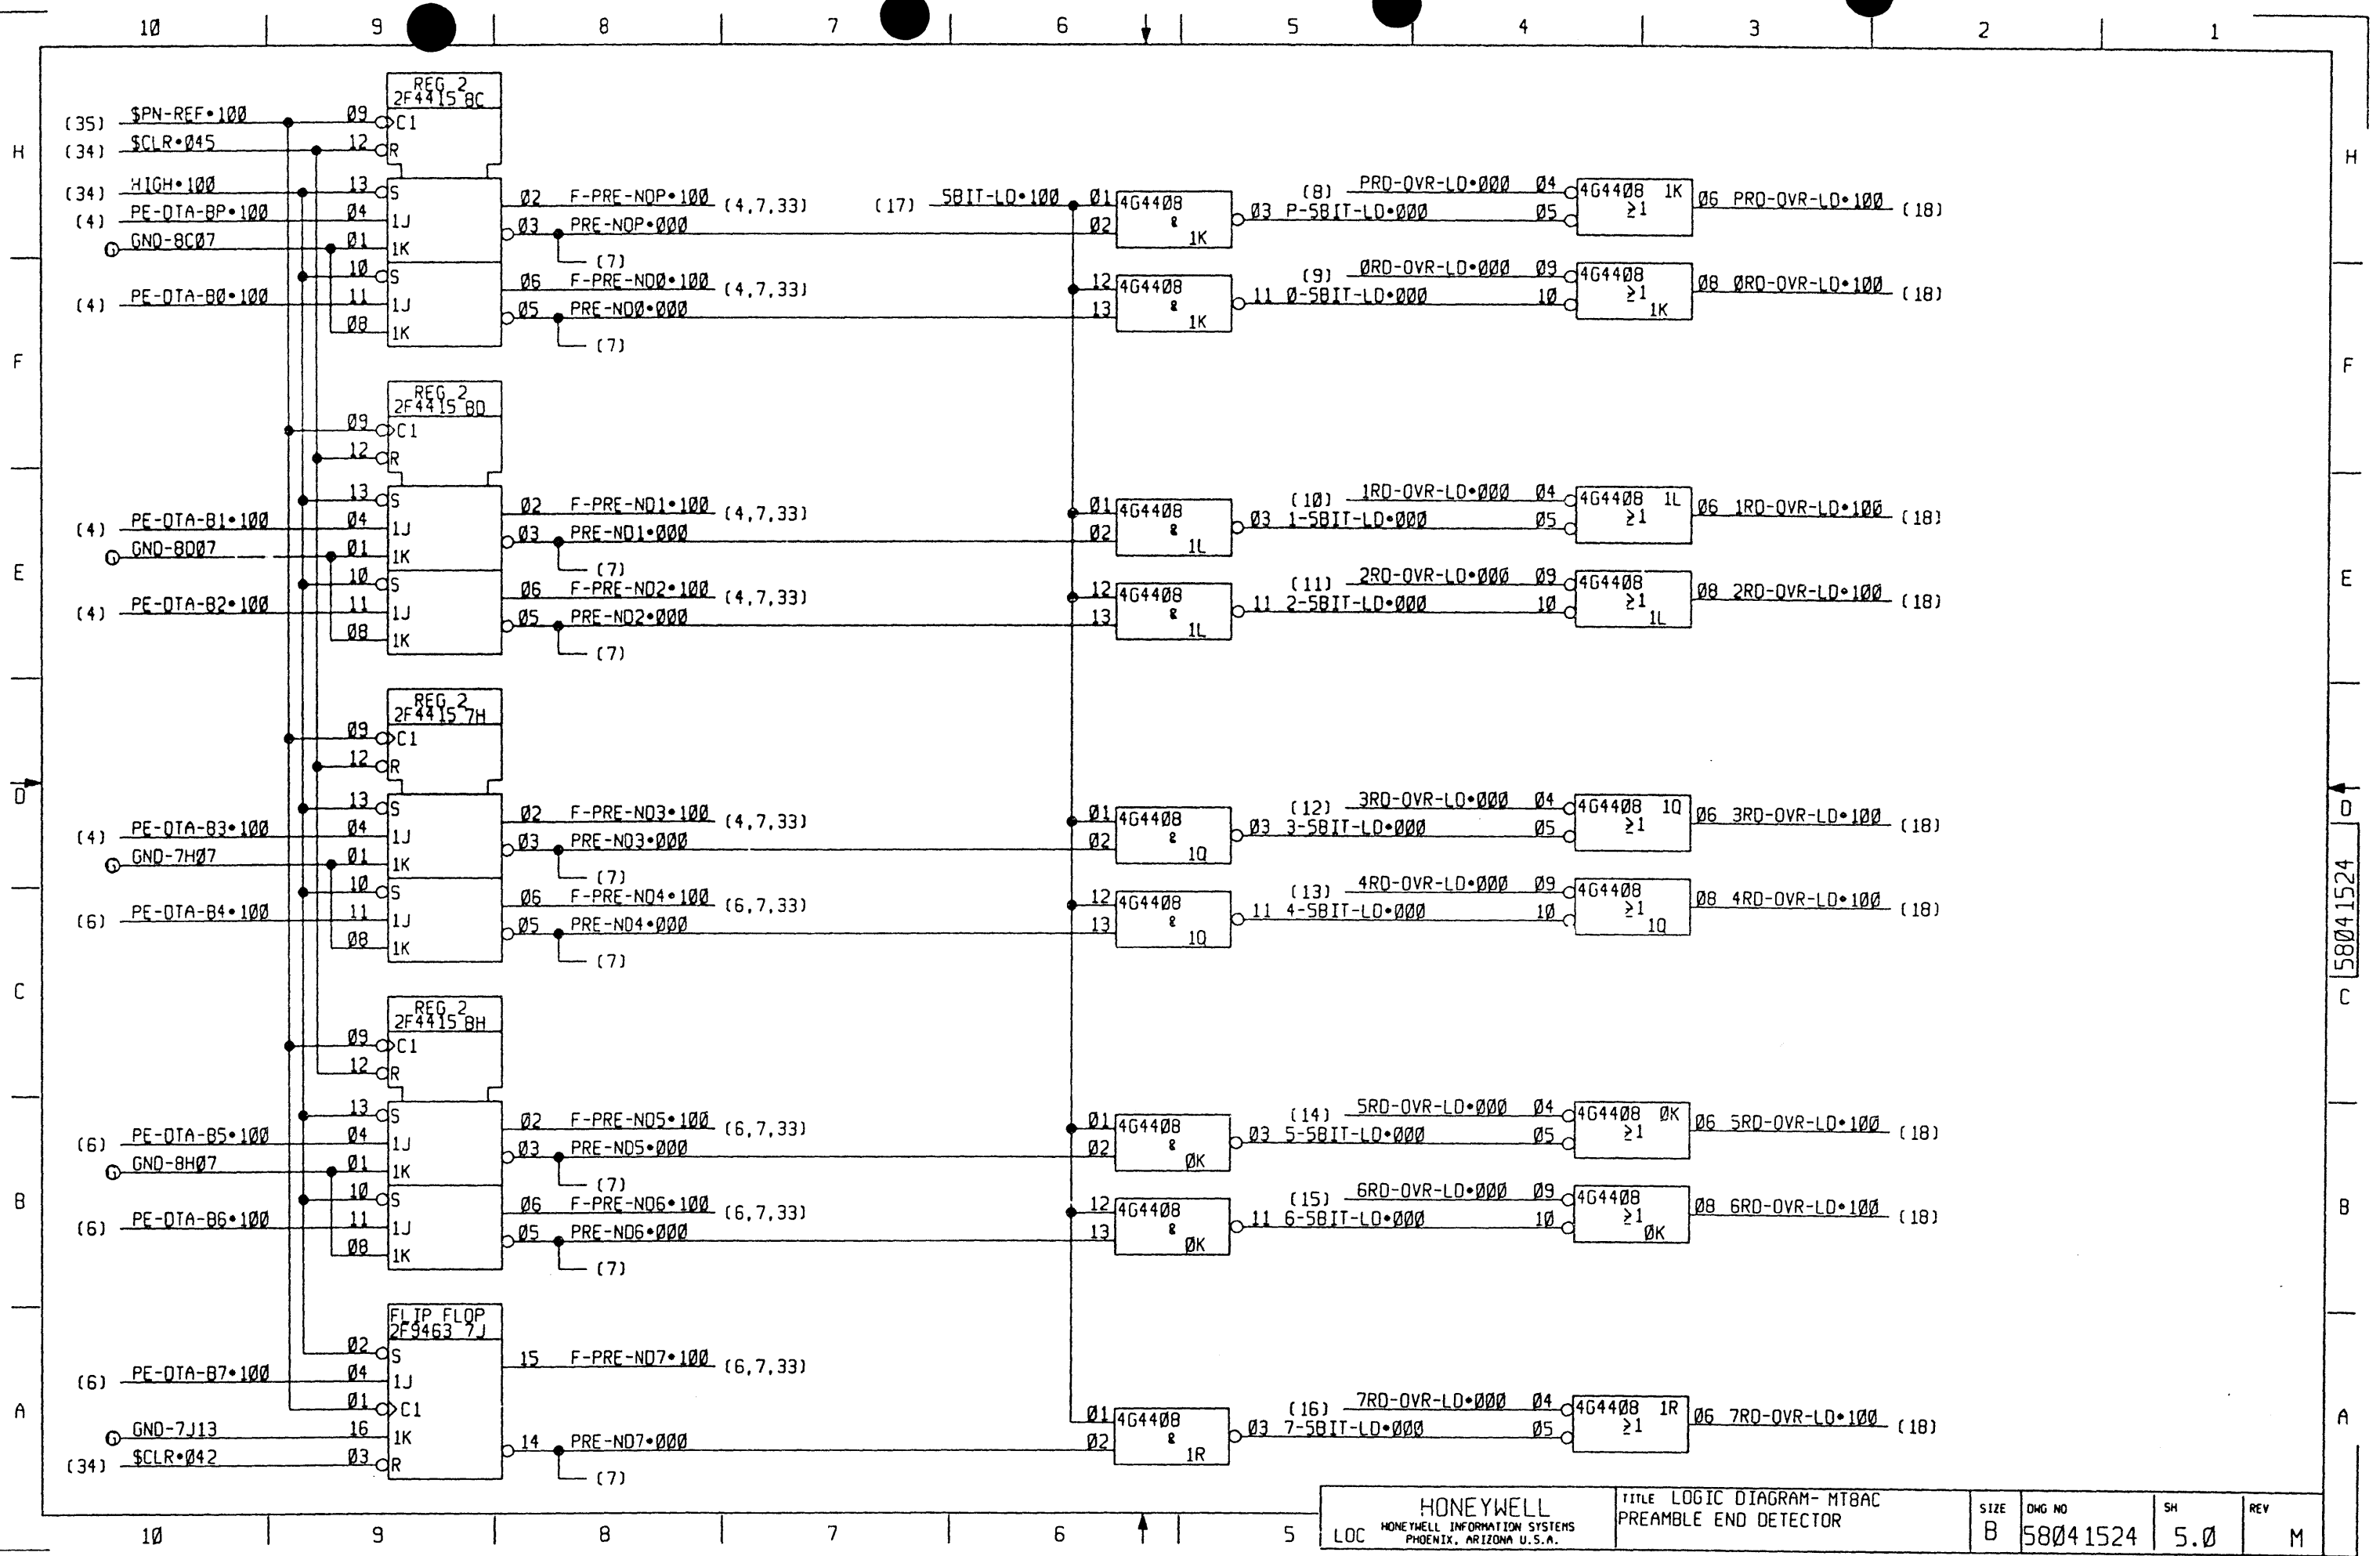 10 9 8 7 6 5 4 3 2 1
REG 2
2F4415 8C
(35) $PN-REF•100 09 C1
H (34) $CLR•045 12 R H
(34) HIGH•100 13 S
(4) PE-DTA-BP•100 04 1J
GND-8C07 01 1K
02 F-PRE-NDP•100 (4,7,33)
03 PRE-NDP•000
(7)
(17) 5BIT-LD•100 01 4G4408
02 & 1K
03 P-5BIT-LD•000 05
(8) PRD-OVR-LD•000 04 4G4408 1K
≥1
06 PRD-OVR-LD•100 (18)
10 S
(4) PE-DTA-B0•100 11 1J
08 1K
06 F-PRE-ND0•100 (4,7,33)
05 PRE-ND0•000
(7)
12 4G4408
13 & 1K
11 0-5BIT-LD•000 10
(9) 0RD-OVR-LD•000 09 4G4408
≥1
1K
08 0RD-OVR-LD•100 (18)
F F
REG 2
2F4415 8D
09 C1
12 R
13 S
(4) PE-DTA-B1•100 04 1J
GND-8D07 01 1K
02 F-PRE-ND1•100 (4,7,33)
03 PRE-ND1•000
(7)
01 4G4408
02 & 1L
03 1-5BIT-LD•000 05
(10) 1RD-OVR-LD•000 04 4G4408 1L
≥1
06 1RD-OVR-LD•100 (18)
E E
10 S
(4) PE-DTA-B2•100 11 1J
08 1K
06 F-PRE-ND2•100 (4,7,33)
05 PRE-ND2•000
(7)
12 4G4408
13 & 1L
11 2-5BIT-LD•000 10
(11) 2RD-OVR-LD•000 09 4G4408
≥1
1L
08 2RD-OVR-LD•100 (18)
REG 2
2F4415 7H
09 C1
12 R
D D
13 S
(4) PE-DTA-B3•100 04 1J
GND-7H07 01 1K
02 F-PRE-ND3•100 (4,7,33)
03 PRE-ND3•000
(7)
01 4G4408
02 & 1Q
03 3-5BIT-LD•000 05
(12) 3RD-OVR-LD•000 04 4G4408 1Q
≥1
06 3RD-OVR-LD•100 (18)
10 S
(6) PE-DTA-B4•100 11 1J
08 1K
06 F-PRE-ND4•100 (6,7,33)
05 PRE-ND4•000
(7)
12 4G4408
13 & 1Q
11 4-5BIT-LD•000 10
(13) 4RD-OVR-LD•000 09 4G4408
≥1
1Q
08 4RD-OVR-LD•100 (18)
58041524
C C
REG 2
2F4415 8H
09 C1
12 R
13 S
(6) PE-DTA-B5•100 04 1J
GND-8H07 01 1K
02 F-PRE-ND5•100 (6,7,33)
03 PRE-ND5•000
(7)
01 4G4408
02 & 0K
03 5-5BIT-LD•000 05
(14) 5RD-OVR-LD•000 04 4G4408 0K
≥1
06 5RD-OVR-LD•100 (18)
B B
10 S
(6) PE-DTA-B6•100 11 1J
08 1K
06 F-PRE-ND6•100 (6,7,33)
05 PRE-ND6•000
(7)
12 4G4408
13 & 0K
11 6-5BIT-LD•000 10
(15) 6RD-OVR-LD•000 09 4G4408
≥1
0K
08 6RD-OVR-LD•100 (18)
FLIP FLOP
2F9463 7J
02 S
(6) PE-DTA-B7•100 04 1J
01 C1
A A
GND-7J13 16 1K
(34) $CLR•042 03 R
15 F-PRE-ND7•100 (6,7,33)
14 PRE-ND7•000
(7)
01 4G4408
02 & 1R
03 7-5BIT-LD•000 05
(16) 7RD-OVR-LD•000 04 4G4408 1R
≥1
06 7RD-OVR-LD•100 (18)
10 9 8 7 6 5
LOC HONEYWELL
HONEYWELL INFORMATION SYSTEMS
PHOENIX, ARIZONA U.S.A.
TITLE LOGIC DIAGRAM- MT8AC
PREAMBLE END DETECTOR
SIZE B
DWG NO 58041524
SH 5.0
REV M